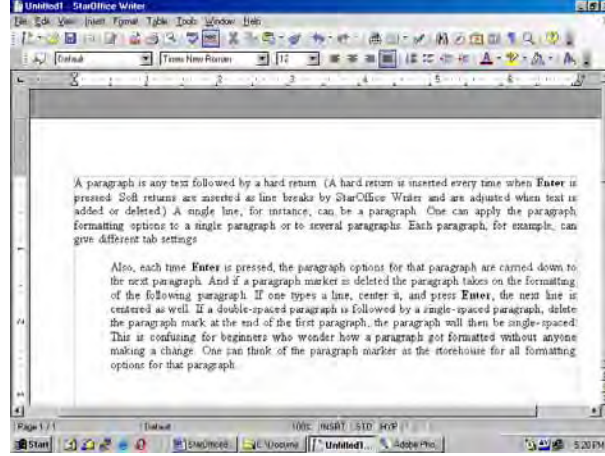 Untitled1 - StarOffice Writer
File Edit View Insert Format Table Tools Window Help
Default Times New Roman 12
1 2 3 4 5 6
A paragraph is any text followed by a hard return. (A hard return is inserted every time when Enter is
pressed. Soft returns are inserted as line breaks by StarOffice Writer and are adjusted when text is
added or deleted.) A single line, for instance, can be a paragraph. One can apply the paragraph
formatting options to a single paragraph or to several paragraphs. Each paragraph, for example, can
give different tab settings.
Also, each time Enter is pressed, the paragraph options for that paragraph are carried down to
the next paragraph. And if a paragraph marker is deleted the paragraph takes on the formatting
of the following paragraph. If one types a line, center it, and press Enter, the next line is
centered as well. If a double-spaced paragraph is followed by a single-spaced paragraph, delete
the paragraph mark at the end of the first paragraph, the paragraph will then be single-spaced.
This is confusing for beginners who wonder how a paragraph got formatted without anyone
making a change. One can think of the paragraph marker as the storehouse for all formatting
options for that paragraph.
Page 1 / 1 Default 100% INSRT STD HYP
Start StarOffice... C:\Docume... Untitled1... Adobe Pho... 5:20 PM